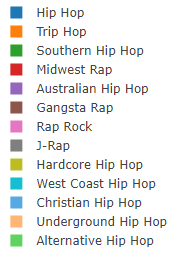 Hip Hop
Trip Hop
Southern Hip Hop
Midwest Rap
Australian Hip Hop
Gangsta Rap
Rap Rock
J-Rap
Hardcore Hip Hop
West Coast Hip Hop
Christian Hip Hop
Underground Hip Hop
Alternative Hip Hop